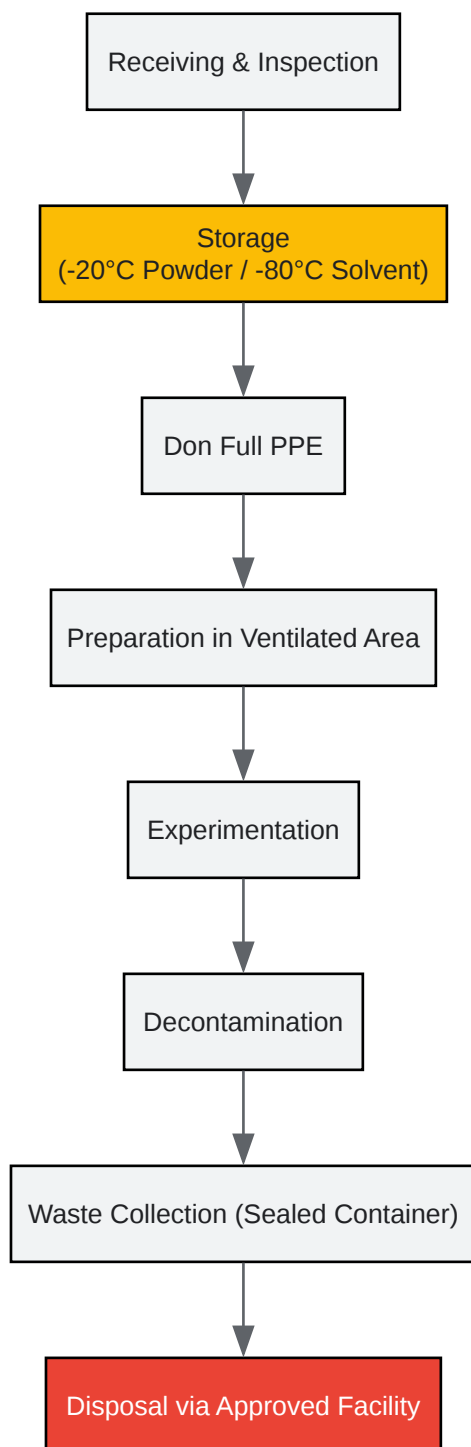 Receiving & Inspection
Storage
(-20°C Powder / -80°C Solvent)
Don Full PPE
Preparation in Ventilated Area
Experimentation
Decontamination
Waste Collection (Sealed Container)
Disposal via Approved Facility